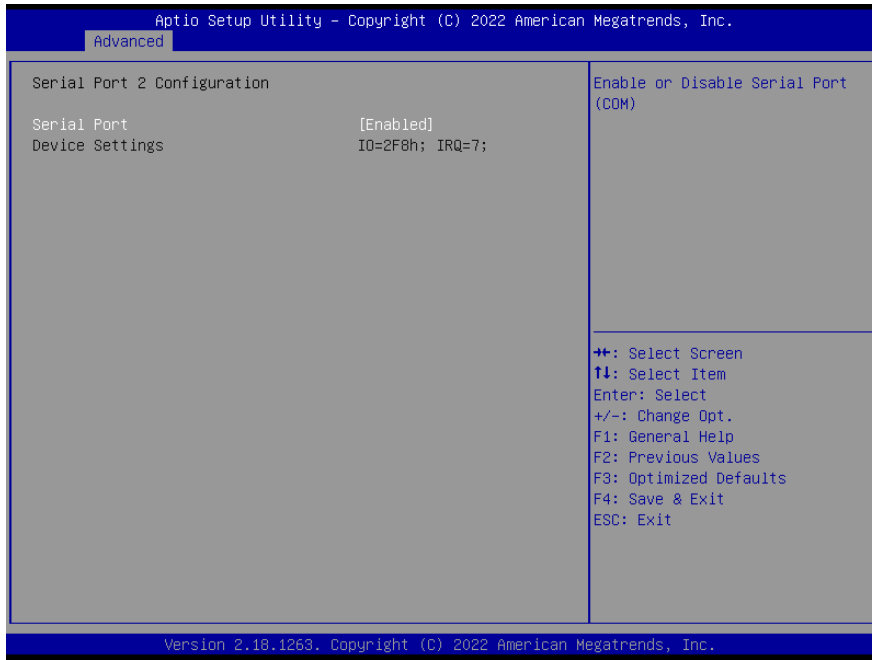 Aptio Setup Utility – Copyright (C) 2022 American Megatrends, Inc.
Advanced
Serial Port 2 Configuration
Serial Port [Enabled]
Device Settings IO=2F8h; IRQ=7;
Enable or Disable Serial Port
(COM)
→←: Select Screen
↑↓: Select Item
Enter: Select
+/-: Change Opt.
F1: General Help
F2: Previous Values
F3: Optimized Defaults
F4: Save & Exit
ESC: Exit
Version 2.18.1263. Copyright (C) 2022 American Megatrends, Inc.